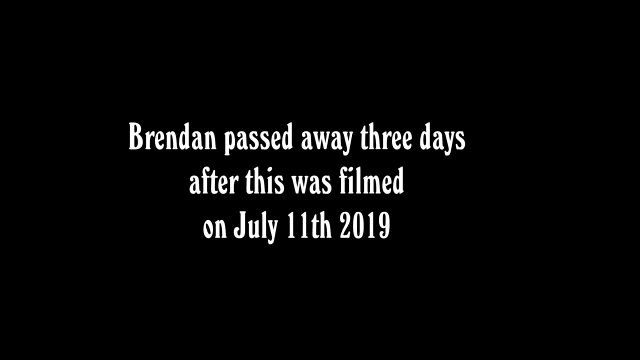 Brendan passed away three days
after this was filmed
on July 11th 2019